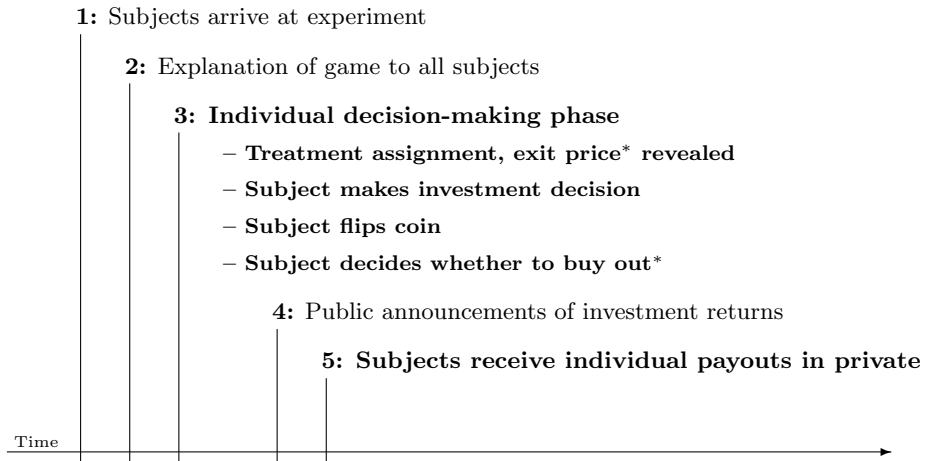 1: Subjects arrive at experiment
2: Explanation of game to all subjects
3: Individual decision-making phase
– Treatment assignment, exit price* revealed
– Subject makes investment decision
– Subject flips coin
– Subject decides whether to buy out*
4: Public announcements of investment returns
5: Subjects receive individual payouts in private
Time